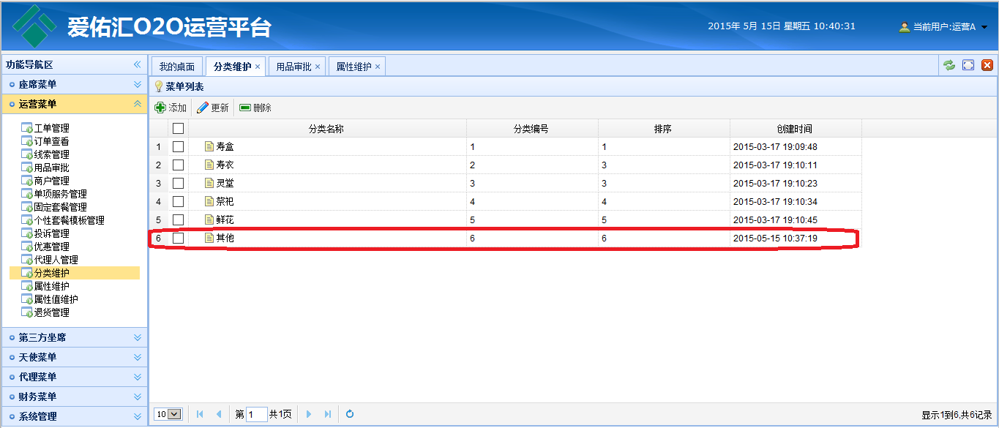 爱佑汇O2O运营平台
2015年 5月 15日 星期五 10:40:31
当前用户:运营A
功能导航区
座席菜单
运营菜单
工单管理
订单查看
线索管理
用品审批
商户管理
单项服务管理
固定套餐管理
个性套餐模板管理
投诉管理
优惠管理
代理人管理
分类维护
属性维护
属性值维护
退货管理
第三方坐席
天使菜单
代理菜单
财务菜单
系统管理
我的桌面 分类维护 × 用品审批 × 属性维护 ×
菜单列表
添加 更新 删除
分类名称 分类编号 排序 创建时间
1 寿盒 1 1 2015-03-17 19:09:48
2 寿衣 2 3 2015-03-17 19:10:11
3 灵堂 3 3 2015-03-17 19:10:23
4 祭祀 4 4 2015-03-17 19:10:34
5 鲜花 5 5 2015-03-17 19:10:45
6 其他 6 6 2015-05-15 10:37:19
10 第 1 共1页 显示1到6,共6记录